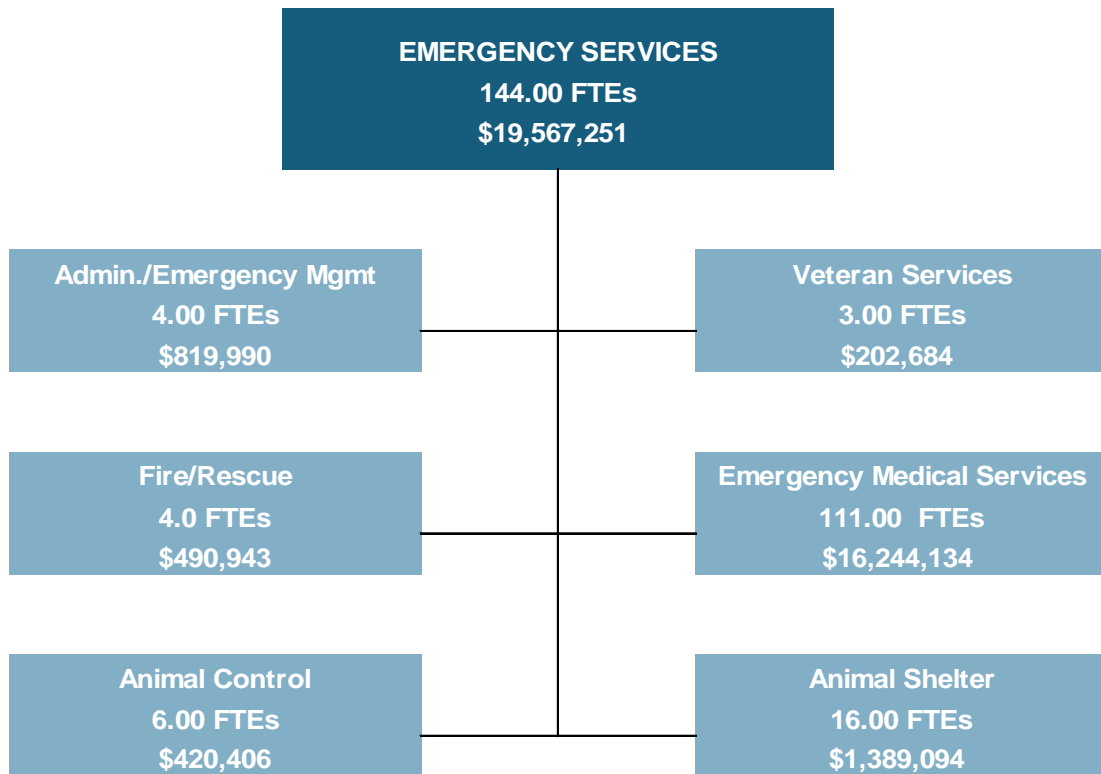 EMERGENCY SERVICES
144.00 FTEs
$19,567,251
Admin./Emergency Mgmt
4.00 FTEs
$819,990
Veteran Services
3.00 FTEs
$202,684
Fire/Rescue
4.0 FTEs
$490,943
Emergency Medical Services
111.00 FTEs
$16,244,134
Animal Control
6.00 FTEs
$420,406
Animal Shelter
16.00 FTEs
$1,389,094